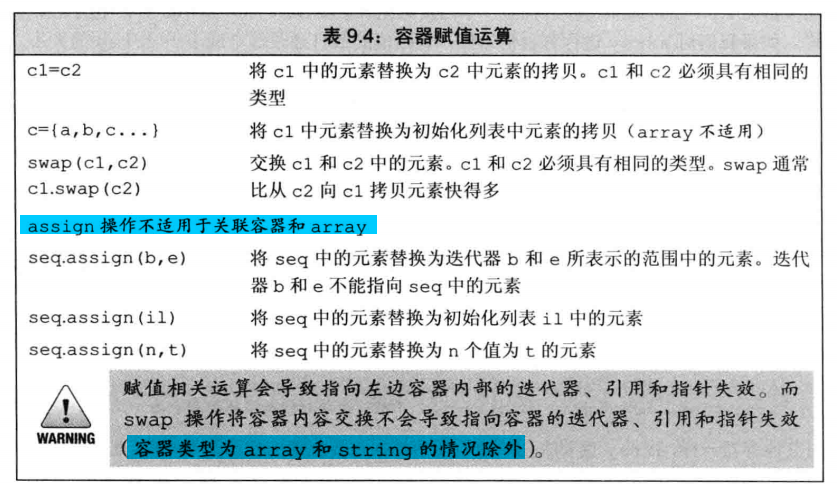 表 9.4：容器赋值运算
c1=c2 将 c1 中的元素替换为 c2 中元素的拷贝。c1 和 c2 必须具有相同的
类型
c={a,b,c...} 将 c1 中元素替换为初始化列表中元素的拷贝（array 不适用）
swap(c1,c2) 交换 c1 和 c2 中的元素。c1 和 c2 必须具有相同的类型。swap 通常
c1.swap(c2) 比从 c2 向 c1 拷贝元素快得多
assign 操作不适用于关联容器和 array
seq.assign(b,e) 将 seq 中的元素替换为迭代器 b 和 e 所表示的范围中的元素。迭代
器 b 和 e 不能指向 seq 中的元素
seq.assign(il) 将 seq 中的元素替换为初始化列表 il 中的元素
seq.assign(n,t) 将 seq 中的元素替换为 n 个值为 t 的元素
WARNING
赋值相关运算会导致指向左边容器内部的迭代器、引用和指针失效。而
swap 操作将容器内容交换不会导致指向容器的迭代器、引用和指针失效
（容器类型为 array 和 string 的情况除外）。